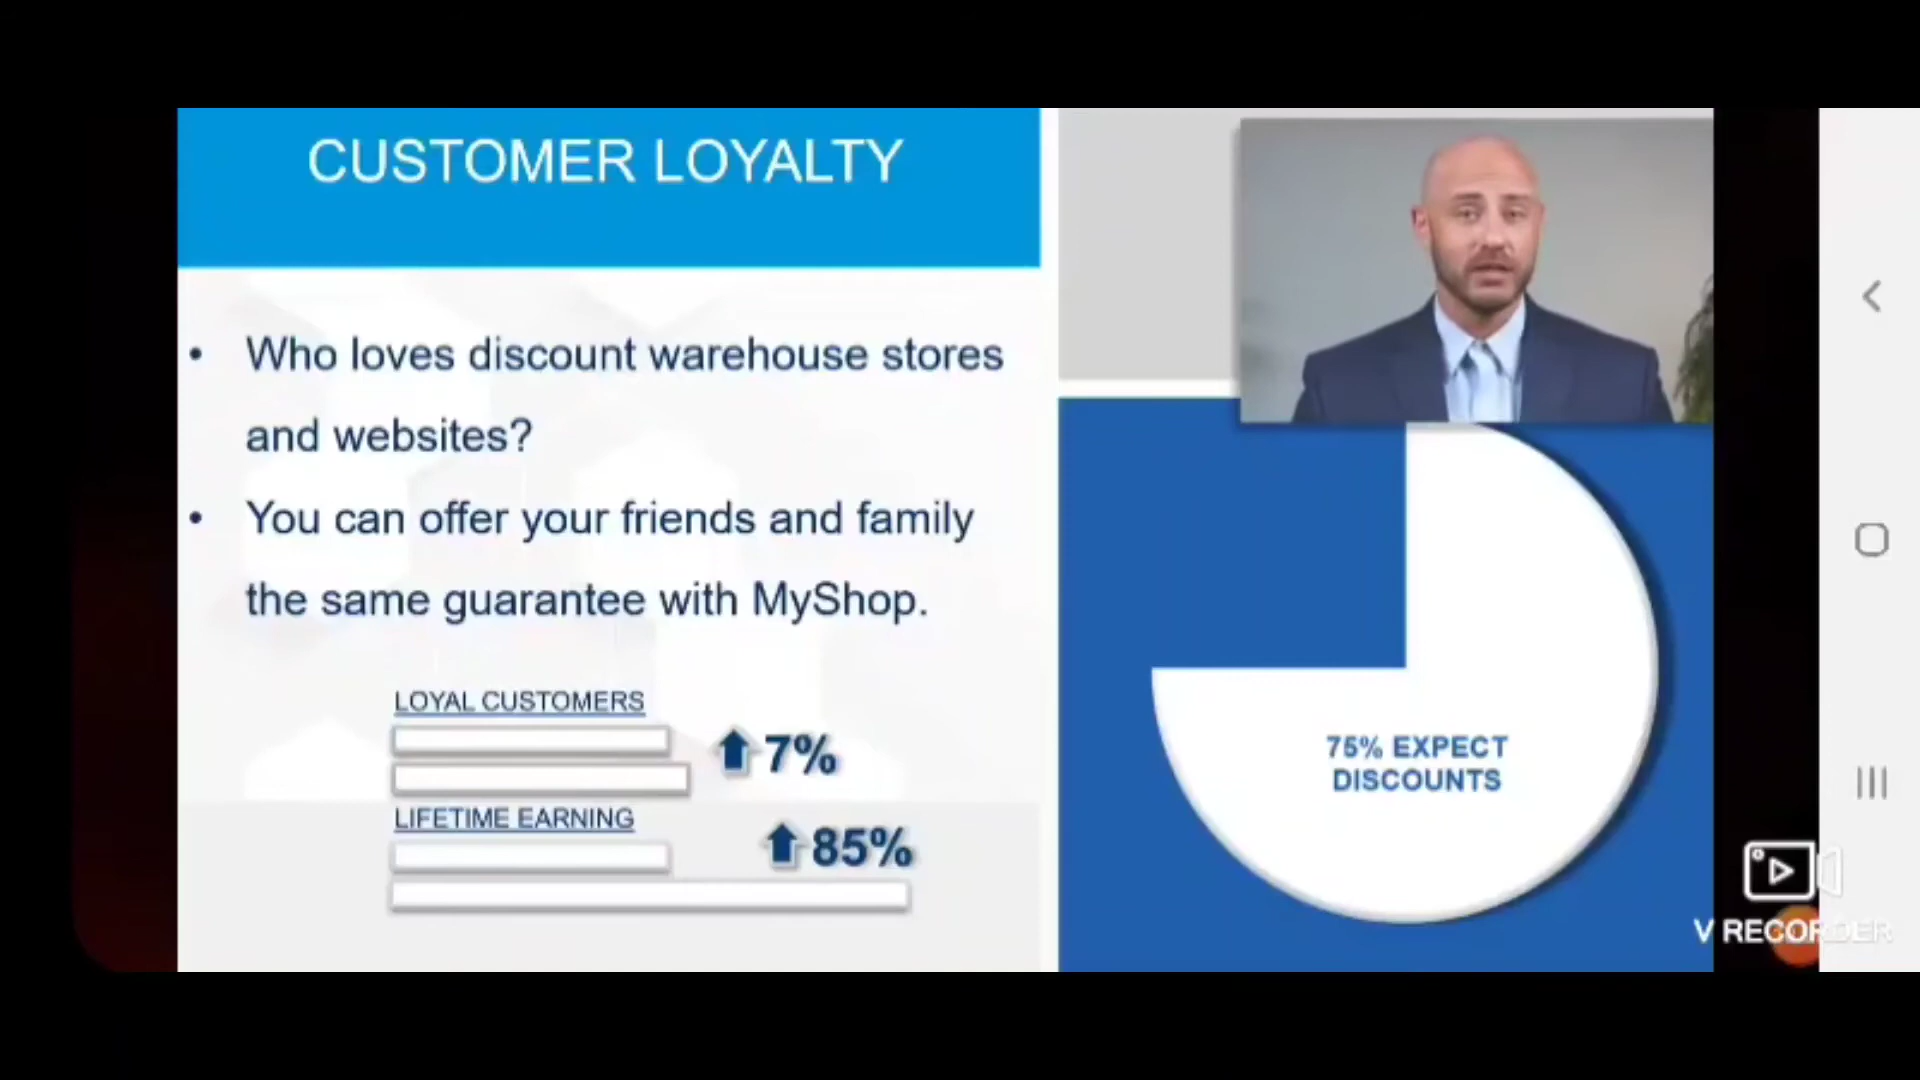 CUSTOMER LOYALTY
• Who loves discount warehouse stores
and websites?
• You can offer your friends and family
the same guarantee with MyShop.
LOYAL CUSTOMERS
7%
LIFETIME EARNING
85%
75% EXPECT
DISCOUNTS
V RECORDER